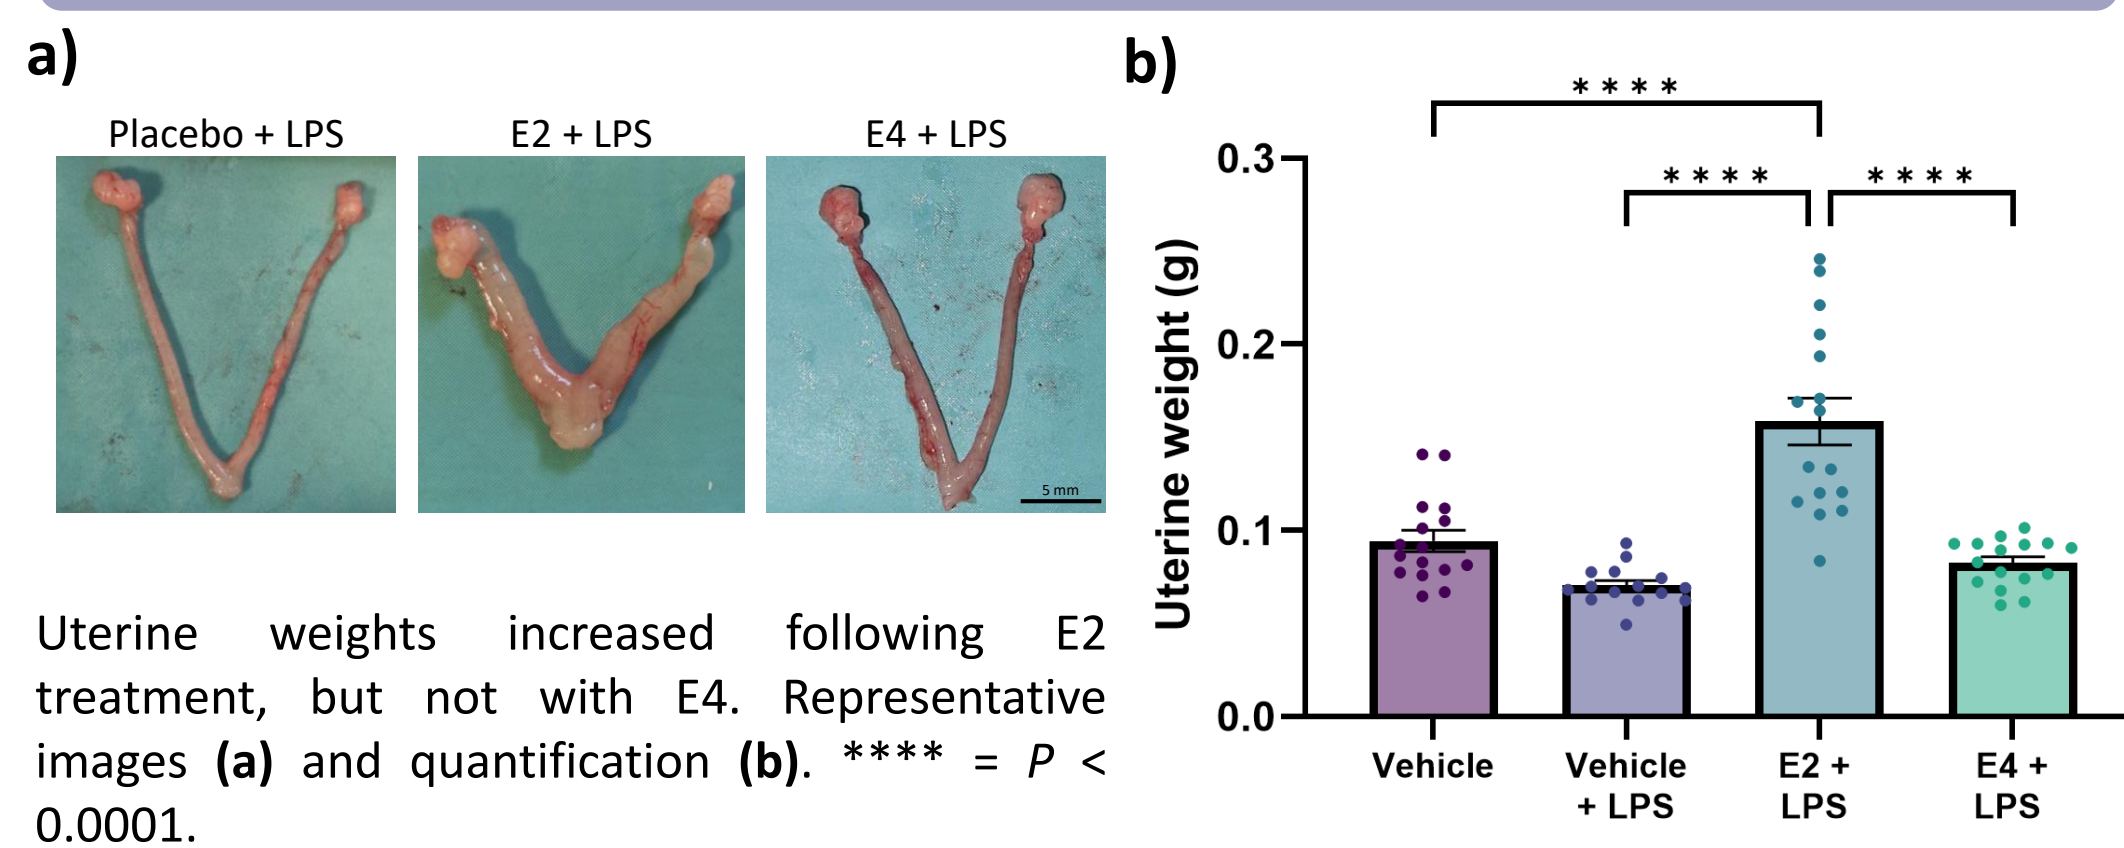 a)
Placebo + LPS
E2 + LPS
E4 + LPS
5 mm
Uterine weights increased following E2
treatment, but not with E4. Representative
images (a) and quantification (b). **** = P <
0.0001.
b)
****
**** ****
Uterine weight (g)
0.3
0.2
0.1
0.0
Vehicle
Vehicle
+ LPS
E2 +
LPS
E4 +
LPS